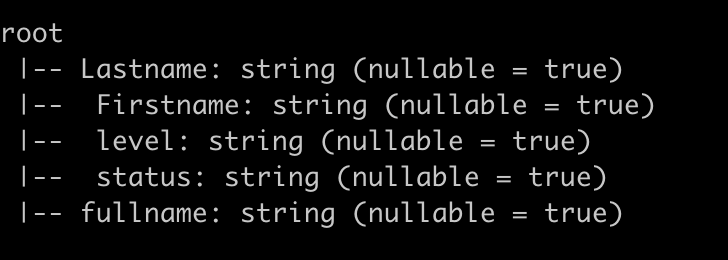 root
 |-- Lastname: string (nullable = true)
 |--  Firstname: string (nullable = true)
 |--  level: string (nullable = true)
 |--  status: string (nullable = true)
 |-- fullname: string (nullable = true)